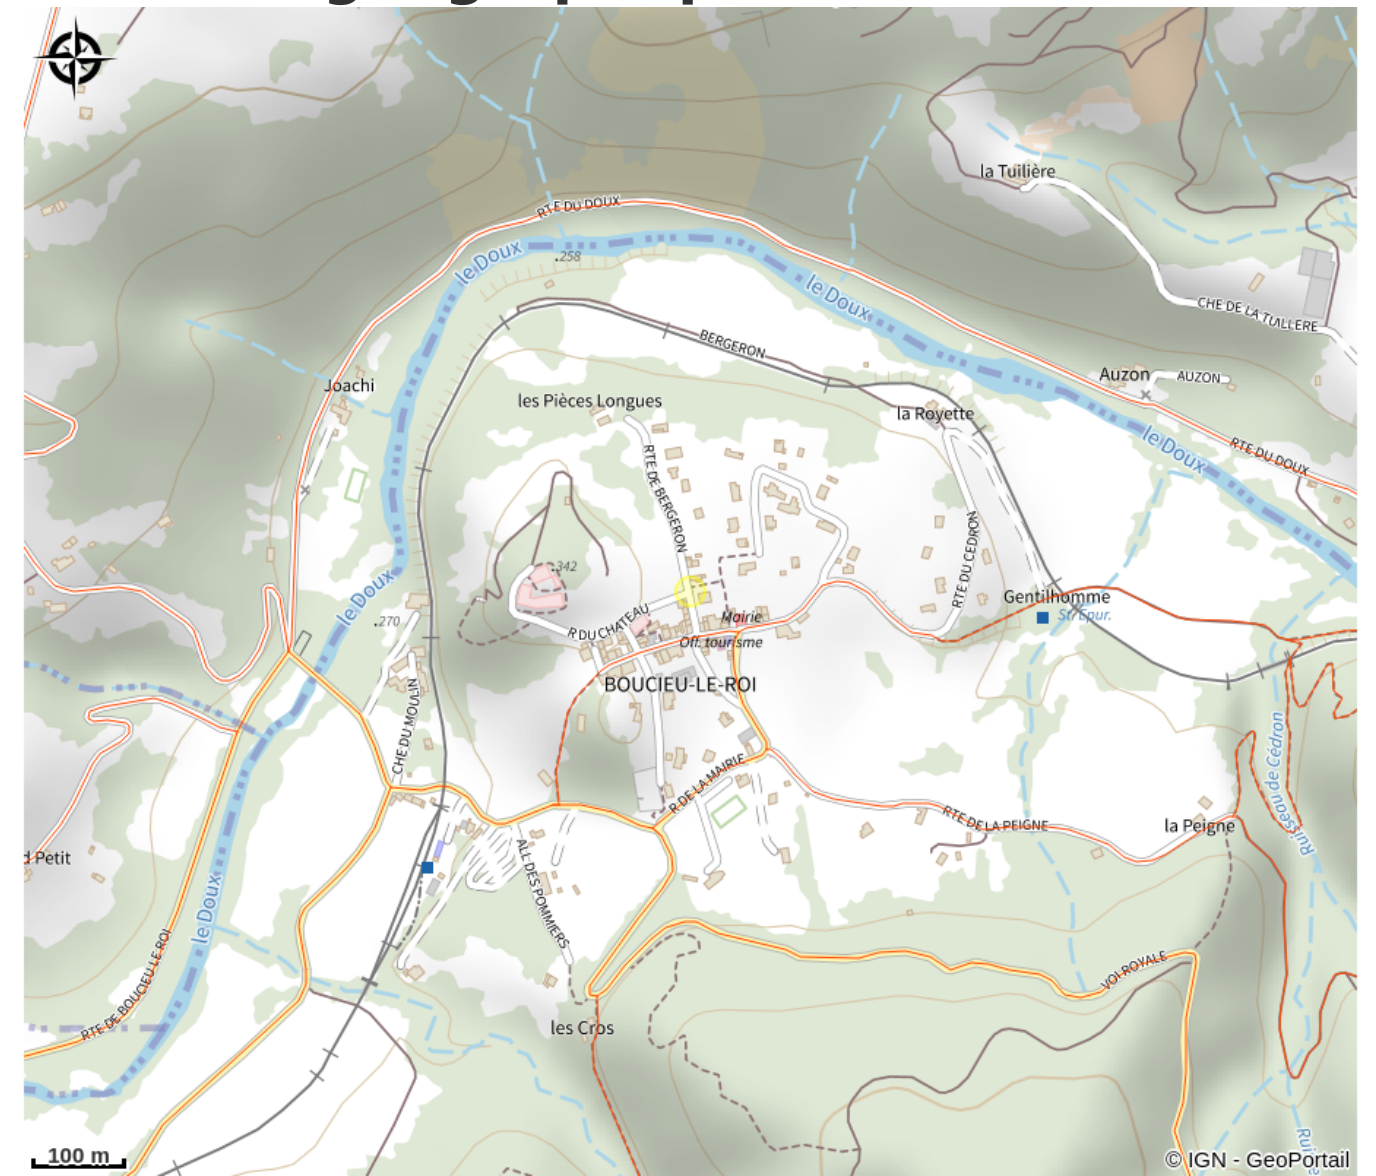 RTE DU DOUX
la Tuilière
le Doux
258
le Doux
CHE DE LA TUILLERE
BERGERON
Joachi
Auzon
AUZON
les Pièces Longues
la Royette
le Doux
RTE DU DOUX
RTE DE BERGERON
RTE DU CEDRON
342
le Doux
Gentilhomme
St. Epur.
270
R DU CHATEAU
Mairie
Off. tourisme
BOUCIEU-LE-ROI
CHE DU MOULIN
Ruisseau de Cédron
R DE LA MAIRIE
RTE DE LA PEIGNE
la Peigne
Petit
ALL DES POMMIERS
le Doux
RTE DE BOUCIEU LE ROI
VOI ROYALE
les Cros
100 m
© IGN - GeoPortail